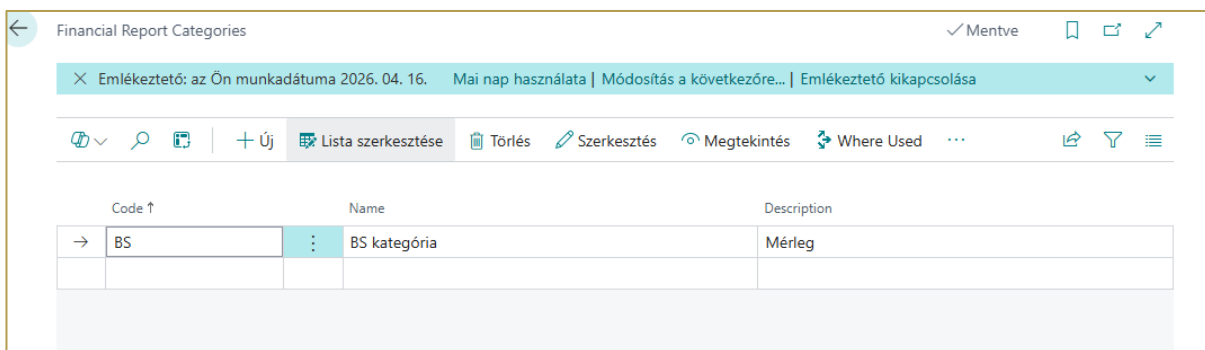 Financial Report Categories Mentve
Emlékeztető: az Ön munkadátuma 2026. 04. 16. Mai nap használata | Módosítás a következőre... | Emlékeztető kikapcsolása
Új Lista szerkesztése Törlés Szerkesztés Megtekintés Where Used ...
Code ↑ Name Description
BS BS kategória Mérleg